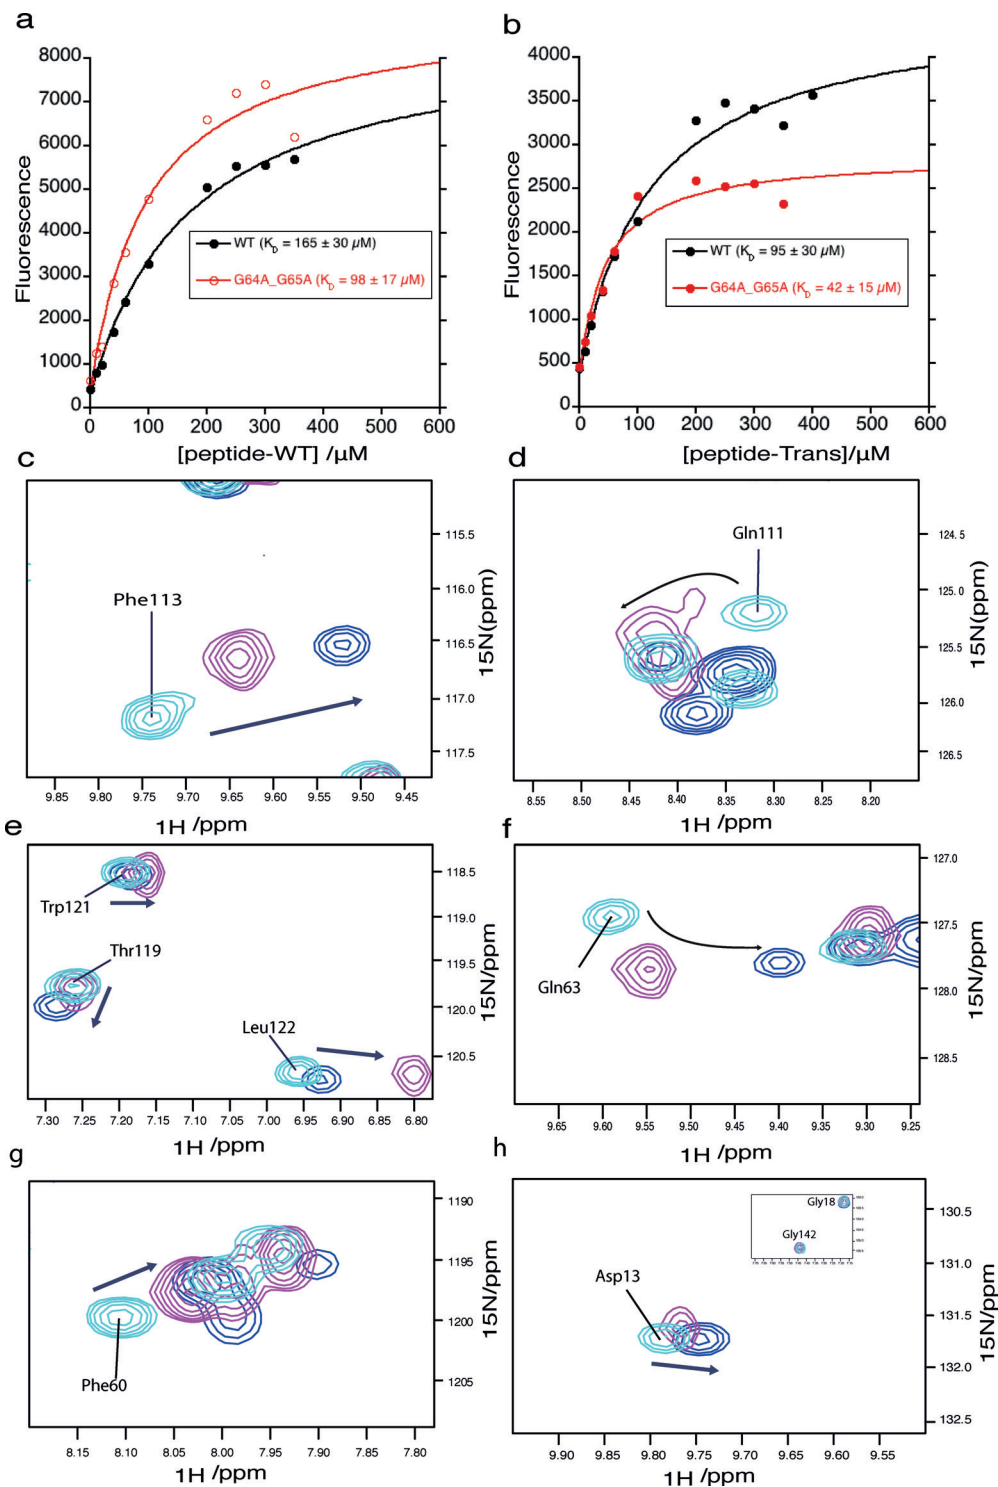 a
8000
7000
6000
5000
4000
3000
2000
1000
0
Fluorescence
WT (K_D = 165 ± 30 µM)
G64A_G65A (K_D = 98 ± 17 µM)
0 100 200 300 400 500 600
[peptide-WT] /µM
b
4000
3500
3000
2500
2000
1500
1000
500
0
Fluorescence
WT (K_D = 95 ± 30 µM)
G64A_G65A (K_D = 42 ± 15 µM)
0 100 200 300 400 500 600
[peptide-Trans]/µM
c
Phe113
115.5
116.0
116.5
117.0
117.5
15N(ppm)
9.85 9.80 9.75 9.70 9.65 9.60 9.55 9.50 9.45
1H /ppm
d
Gln111
124.5
125.0
125.5
126.0
126.5
15N(ppm)
8.55 8.50 8.45 8.40 8.35 8.30 8.25 8.20
1H /ppm
e
Trp121
Thr119
Leu122
118.5
119.0
119.5
120.0
120.5
15N/ppm
7.30 7.25 7.20 7.15 7.10 7.05 7.00 6.95 6.90 6.85 6.80
1H /ppm
f
Gln63
127.0
127.5
128.0
128.5
15N/ppm
9.65 9.60 9.55 9.50 9.45 9.40 9.35 9.30 9.25
1H /ppm
g
Phe60
1190
1195
1200
1205
15N/ppm
8.15 8.10 8.05 8.00 7.95 7.90 7.85 7.80
1H /ppm
h
Gly18
Gly142
Asp13
130.5
131.0
131.5
132.0
132.5
15N/ppm
9.90 9.85 9.80 9.75 9.70 9.65 9.60 9.55
1H /ppm